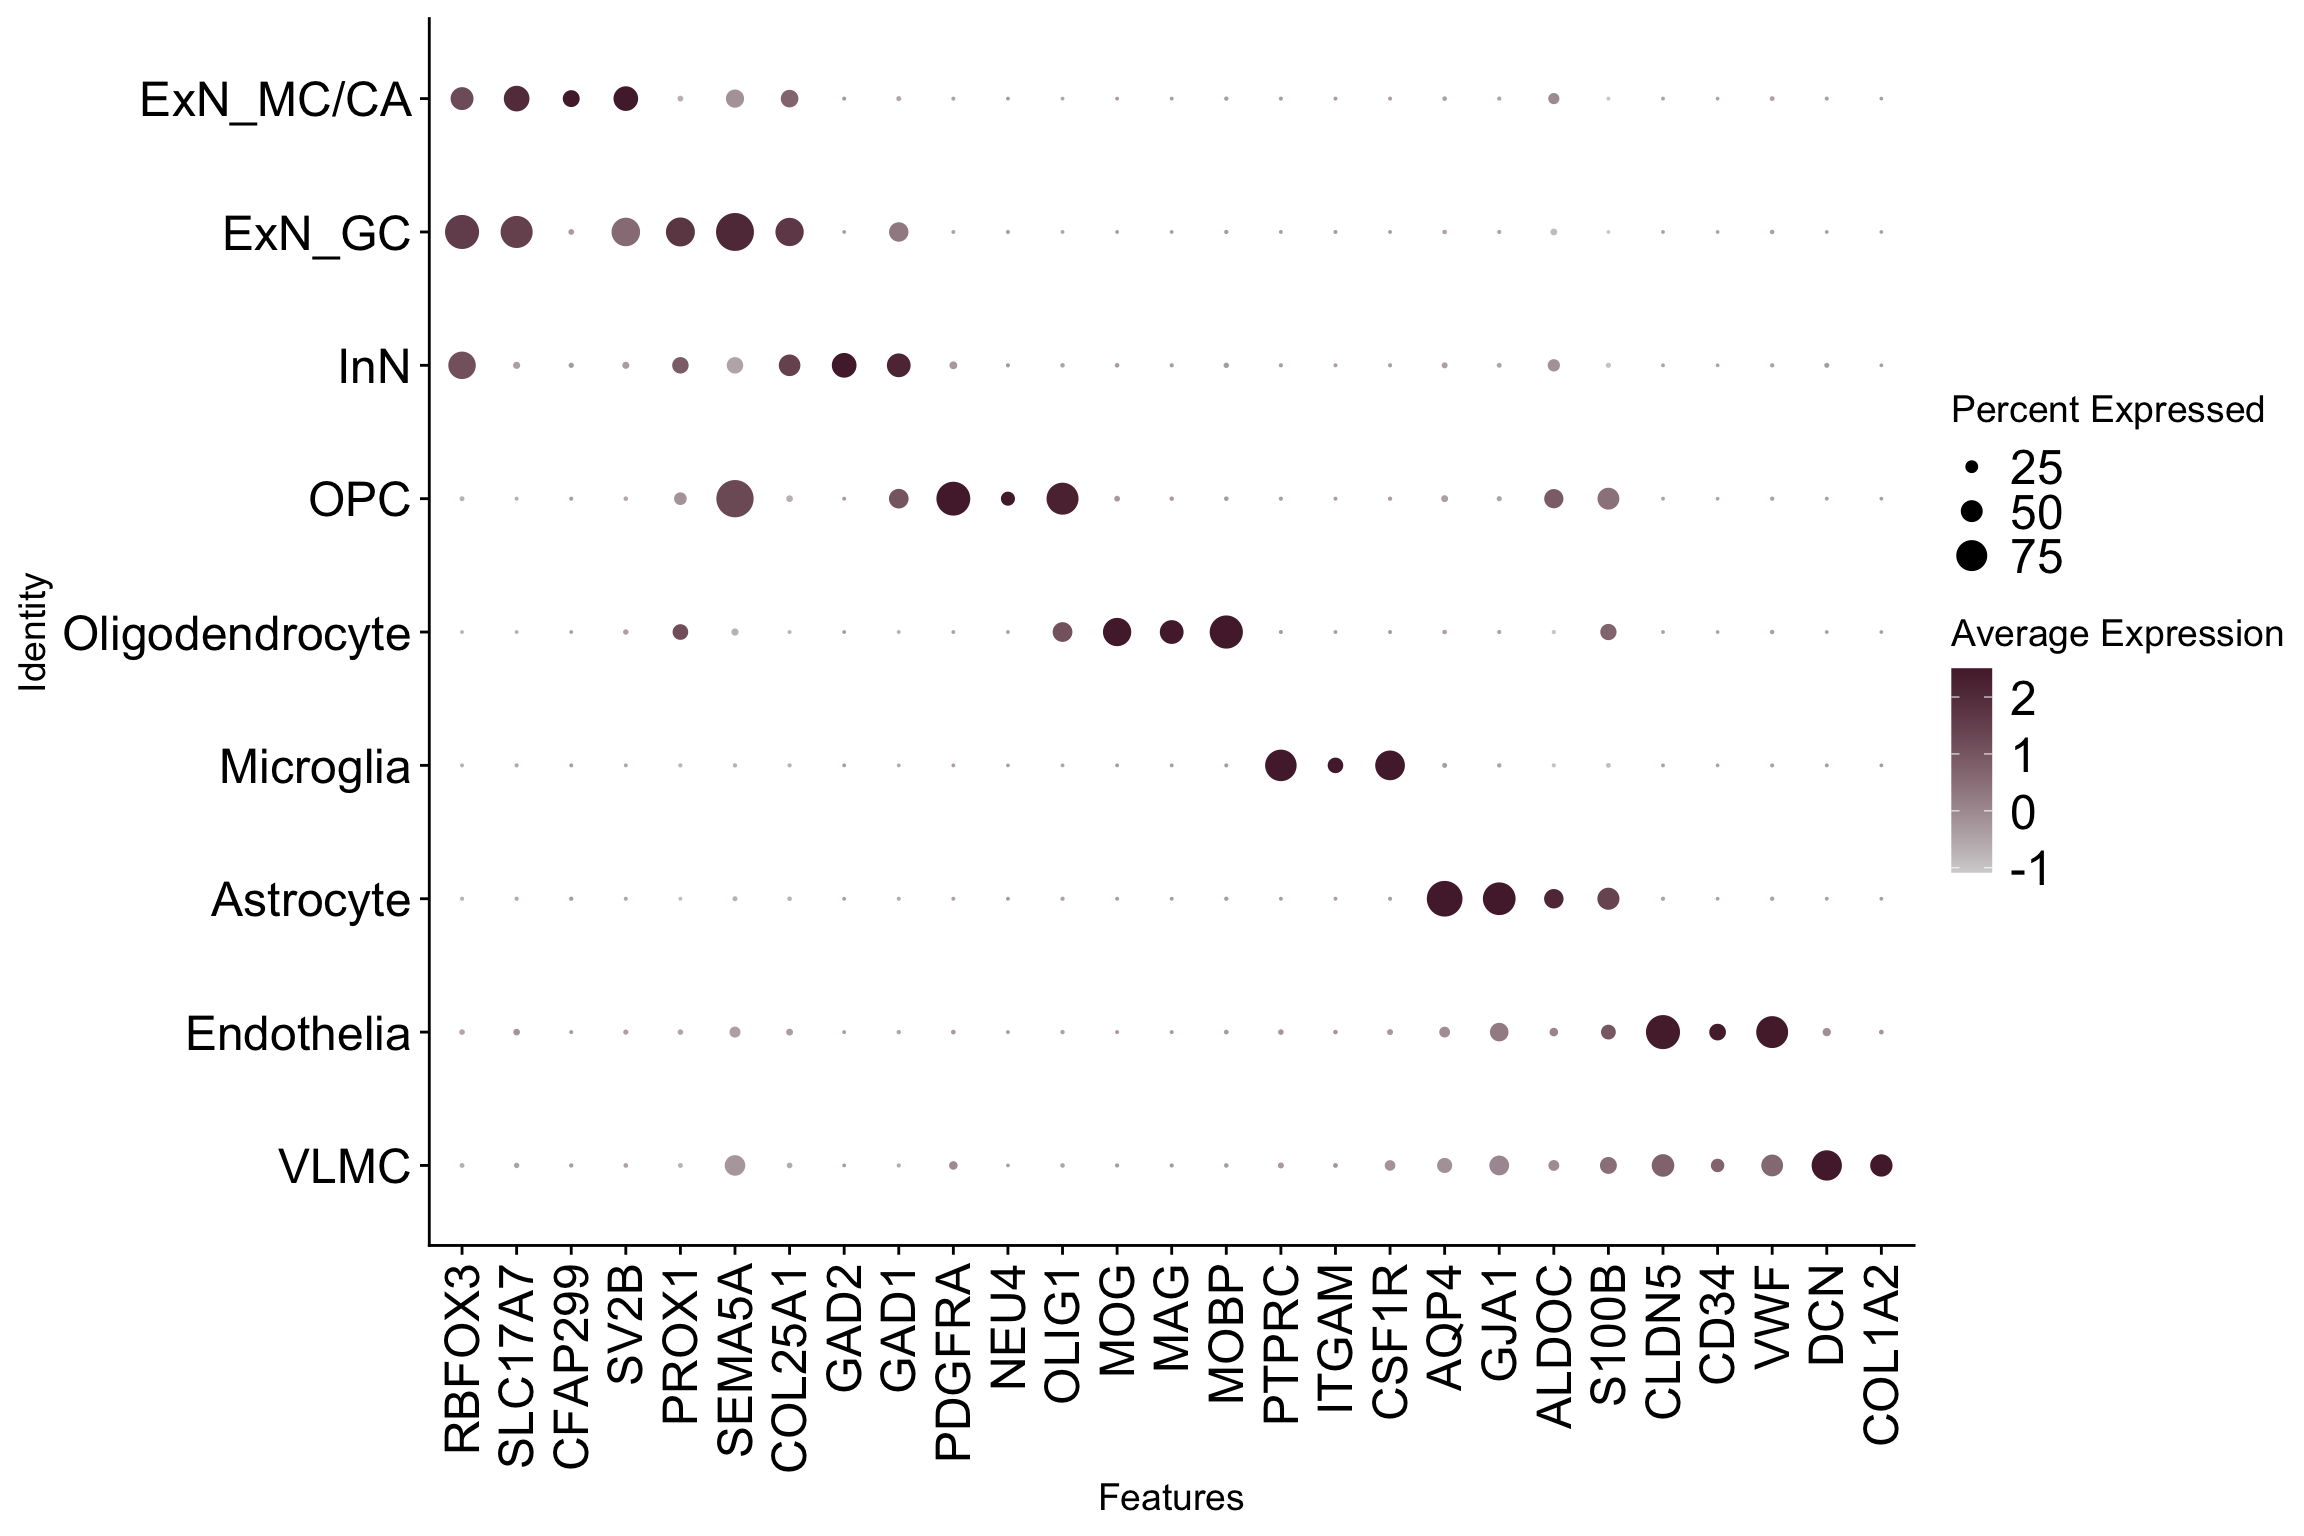 ExN_MC/CA
ExN_GC
InN
OPC
Oligodendrocyte
Microglia
Astrocyte
Endothelia
VLMC
Identity
RBFOX3
SLC17A7
CFAP299
SV2B
PROX1
SEMA5A
COL25A1
GAD2
GAD1
PDGFRA
NEU4
OLIG1
MOG
MAG
MOBP
PTPRC
ITGAM
CSF1R
AQP4
GJA1
ALDOC
S100B
CLDN5
CD34
VWF
DCN
COL1A2
Features
Percent Expressed
25
50
75
Average Expression
2
1
0
-1